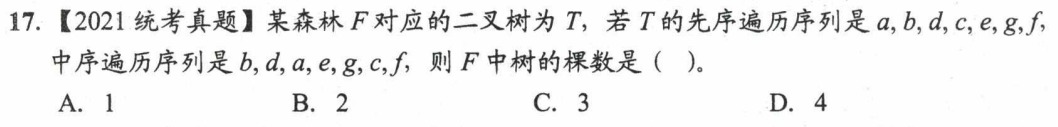 17.【2021 统考真题】某森林 F 对应的二叉树为 T，若 T 的先序遍历序列是 a, b, d, c, e, g, f,
中序遍历序列是 b, d, a, e, g, c, f，则 F 中树的棵数是（ ）。
A. 1 B. 2 C. 3 D. 4